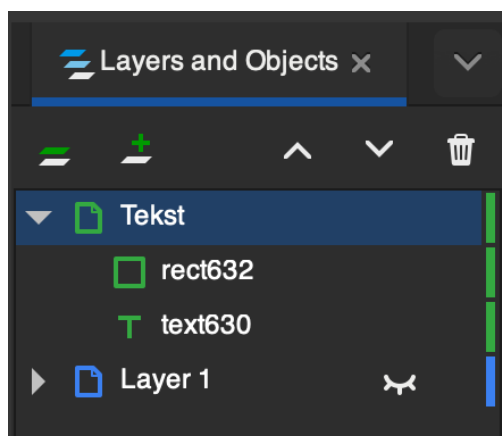 Layers and Objects
Tekst
rect632
text630
Layer 1